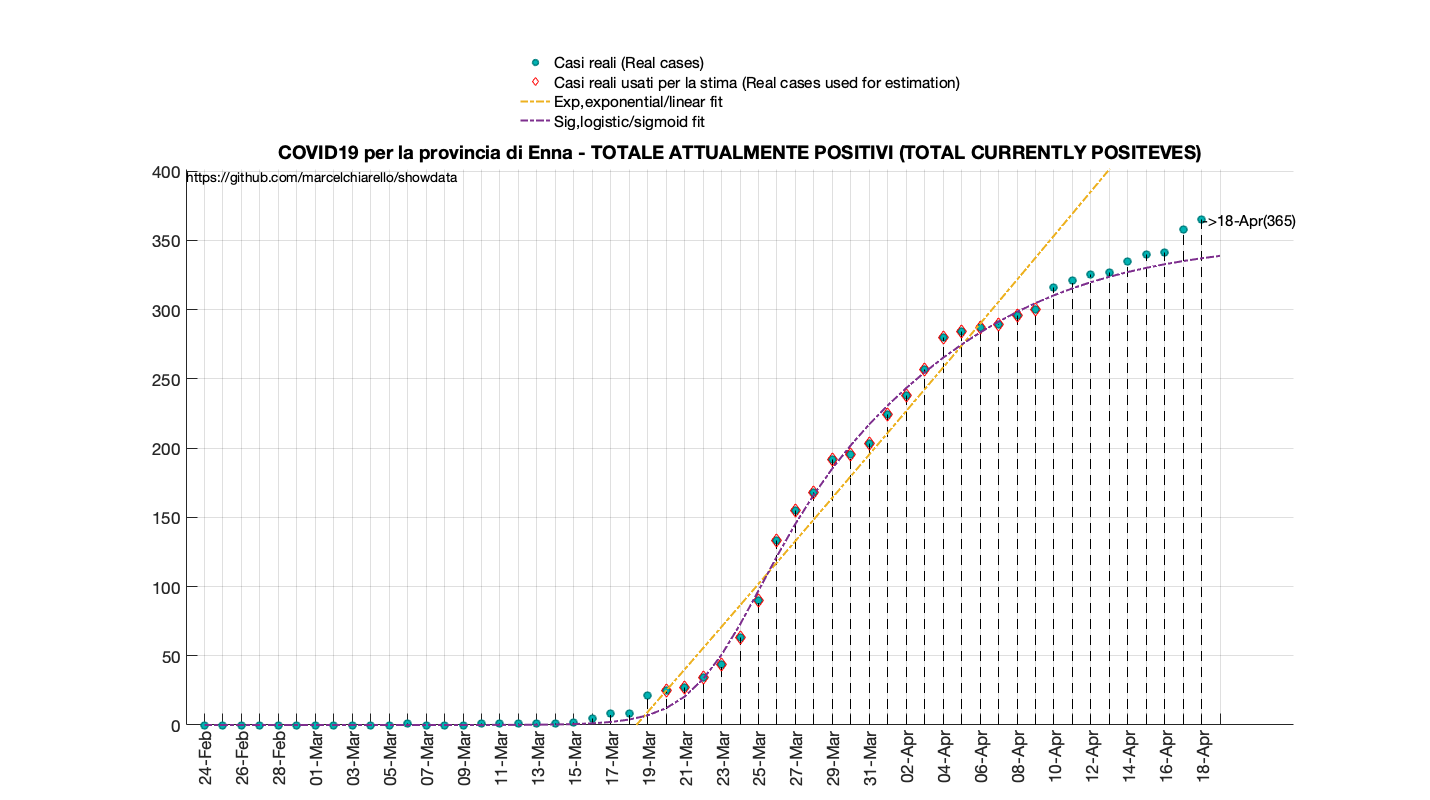 Casi reali (Real cases)
Casi reali usati per la stima (Real cases used for estimation)
Exp,exponential/linear fit
Sig,logistic/sigmoid fit
COVID19 per la provincia di Enna - TOTALE ATTUALMENTE POSITIVI (TOTAL CURRENTLY POSITEVES)
https://github.com/marcelchiarello/showdata
400
350
300
250
200
150
100
50
0
->18-Apr(365)
24-Feb
26-Feb
28-Feb
01-Mar
03-Mar
05-Mar
07-Mar
09-Mar
11-Mar
13-Mar
15-Mar
17-Mar
19-Mar
21-Mar
23-Mar
25-Mar
27-Mar
29-Mar
31-Mar
02-Apr
04-Apr
06-Apr
08-Apr
10-Apr
12-Apr
14-Apr
16-Apr
18-Apr